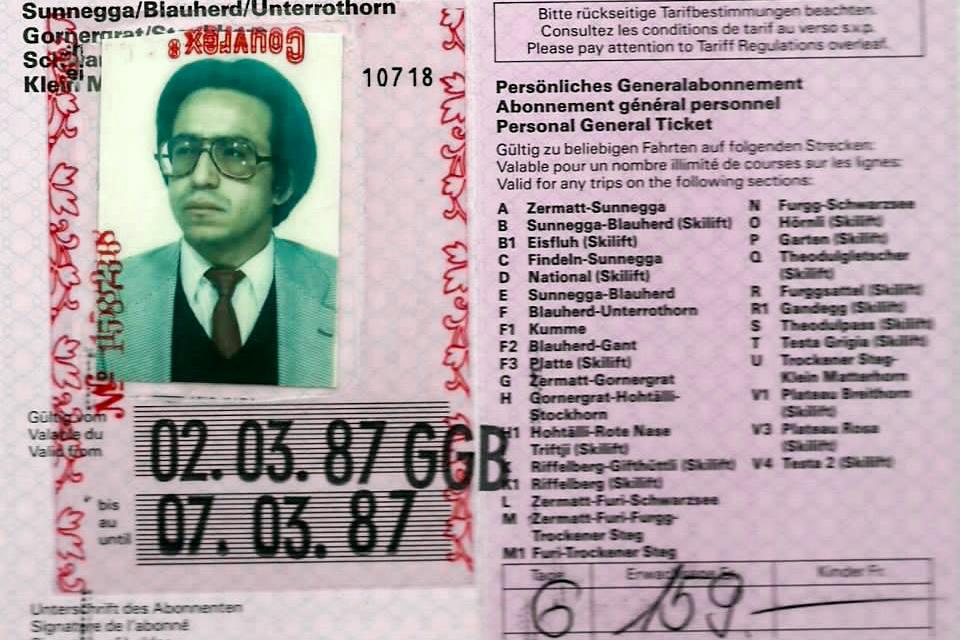 Sunnegga/Blauherd/Unterrothorn
Gornergrat/
Klein M
Couvrex 8
10718
Nº 158238
Gültig vom
Valable du
Valid from
02. 03. 87 GGB
bis
au
until
07. 03. 87
Unterschrift des Abonnenten
Signature de l'abonné
Bitte rückseitige Tarifbestimmungen beachten.
Consultez les conditions de tarif au verso s.v.p.
Please pay attention to Tariff Regulations overleaf.
Persönliches Generalabonnement
Abonnement général personnel
Personal General Ticket
Gültig zu beliebigen Fahrten auf folgenden Strecken:
Valable pour un nombre illimité de courses sur les lignes:
Valid for any trips on the following sections:
A Zermatt-Sunnegga
B Sunnegga-Blauherd (Skilift)
B1 Eisfluh (Skilift)
C Findeln-Sunnegga
D National (Skilift)
E Sunnegga-Blauherd
F Blauherd-Unterrothorn
F1 Kumme
F2 Blauherd-Gant
F3 Platte (Skilift)
G Zermatt-Gornergrat
H Gornergrat-Hohtälli-
Stockhorn
H1 Hohtälli-Rote Nase
Triftji (Skilift)
K Riffelberg-Gifthüttli (Skilift)
K1 Riffelberg (Skilift)
L Zermatt-Furi-Schwarzsee
M Zermatt-Furi-Furgg-
Trockener Steg
M1 Furi-Trockener Steg
N Furgg-Schwarzsee
O Hörnli (Skilift)
P Garten (Skilift)
Q Theodulgletscher
(Skilift)
R Furggsattel (Skilift)
R1 Gandegg (Skilift)
S Theodulpass (Skilift)
T Testa Grigia (Skilift)
U Trockener Steg-
Klein Matterhorn
V1 Plateau Breithorn
(Skilift)
V3 Plateau Rosa
(Skilift)
V4 Testa 2 (Skilift)
Tage Erwachsene Fr. Kinder Fr.
6 159.